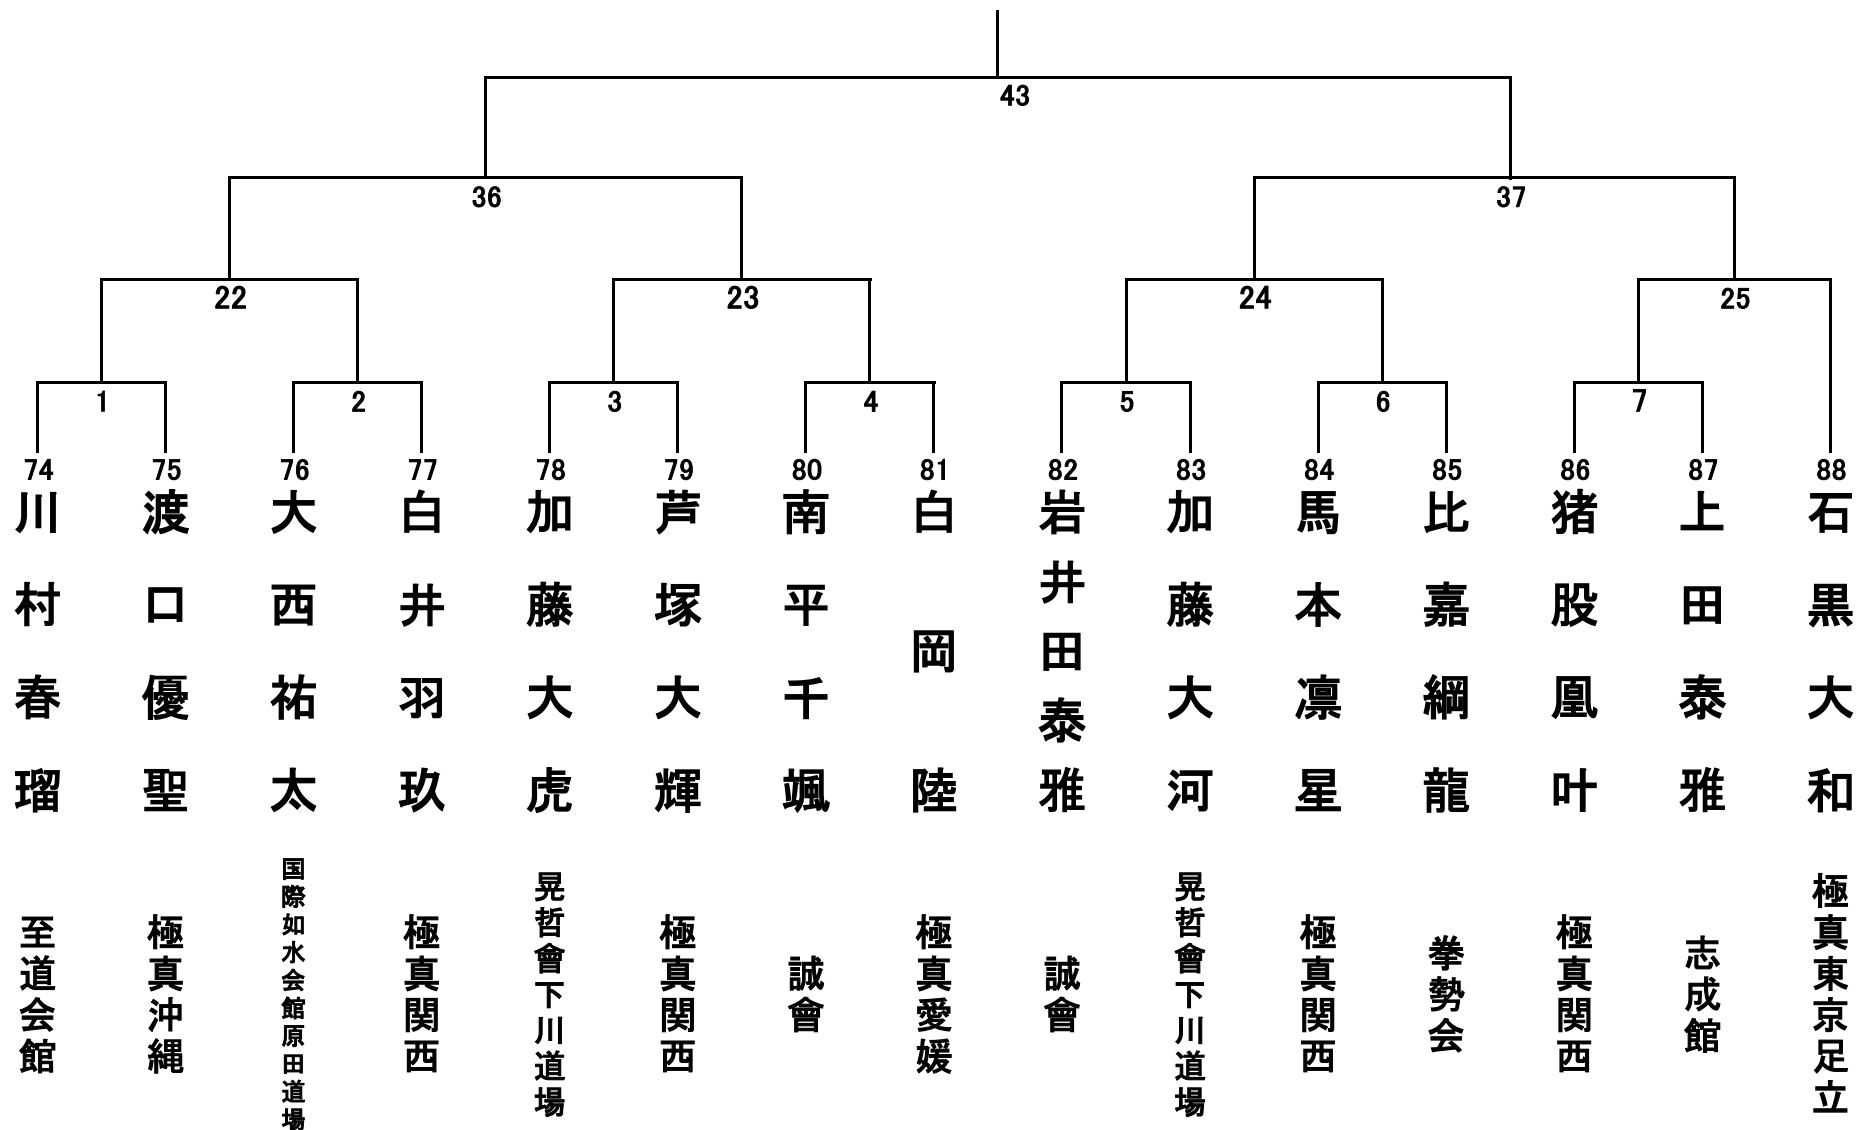 43
36
37
22
23
24
25
1
2
3
4
5
6
7
74
川村春瑠
至道会館
75
渡口優聖
極真沖縄
76
大西祐太
国際如水会館原田道場
77
白井羽玖
極真関西
78
加藤大虎
晃哲會下川道場
79
芦塚大輝
極真関西
80
南平千颯
誠會
81
白岡陸
極真愛媛
82
岩井田泰雅
誠會
83
加藤大河
晃哲會下川道場
84
馬本凛星
極真関西
85
比嘉綱龍
拳勢会
86
猪股凰叶
極真関西
87
上田泰雅
志成館
88
石黒大和
極真東京足立